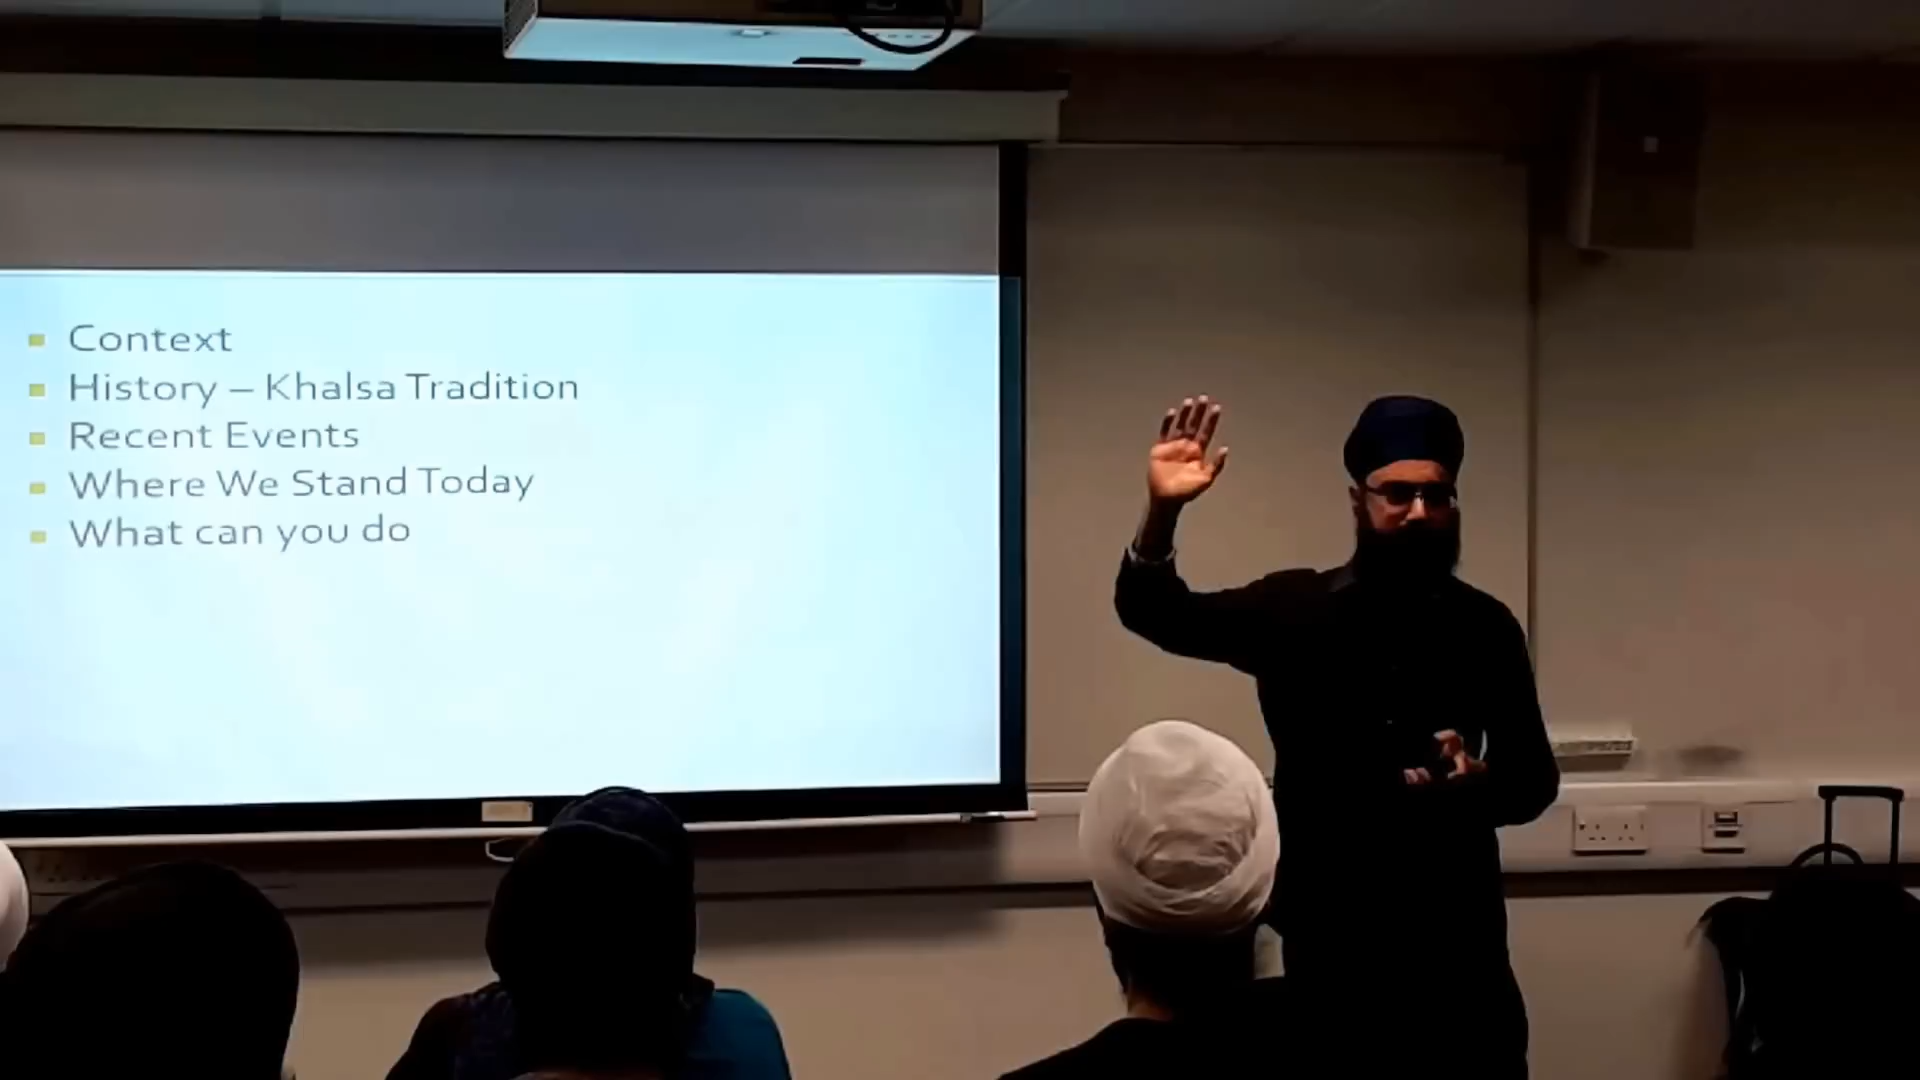 Context
History – Khalsa Tradition
Recent Events
Where We Stand Today
What can you do